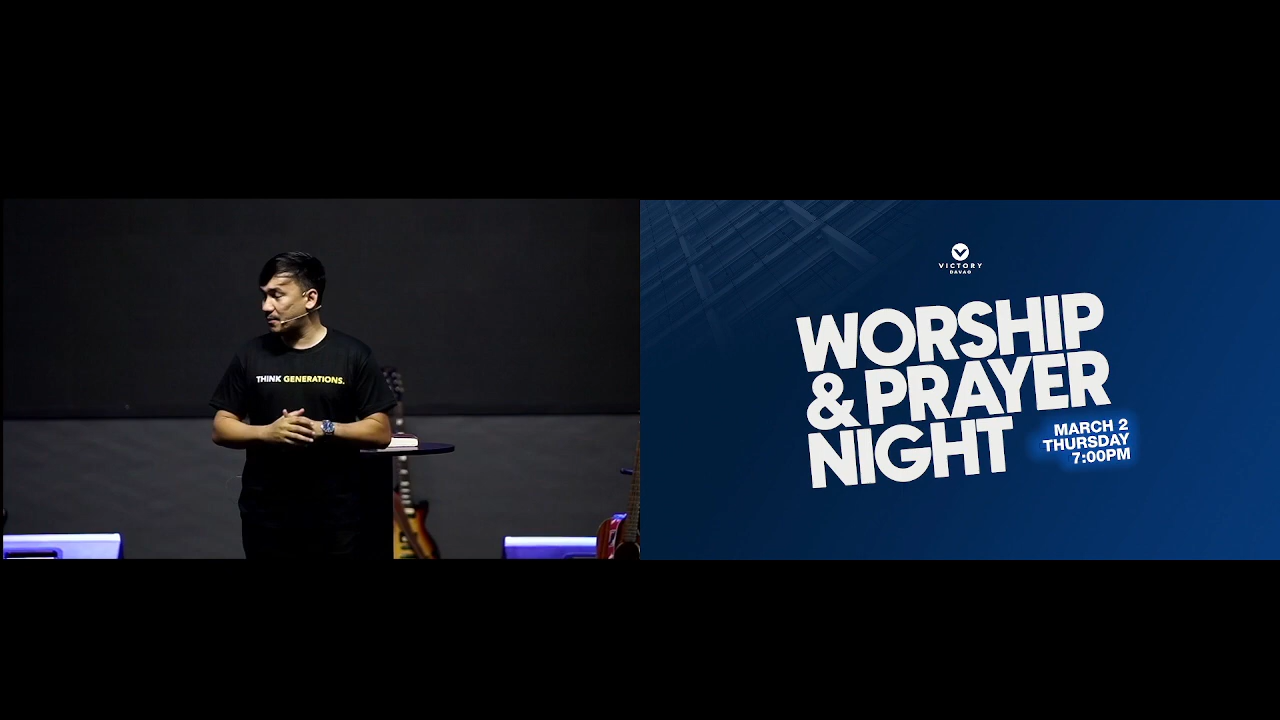 THINK GENERATIONS.
VICTORY
DAVAO
WORSHIP
& PRAYER
NIGHT
MARCH 2
THURSDAY
7:00PM